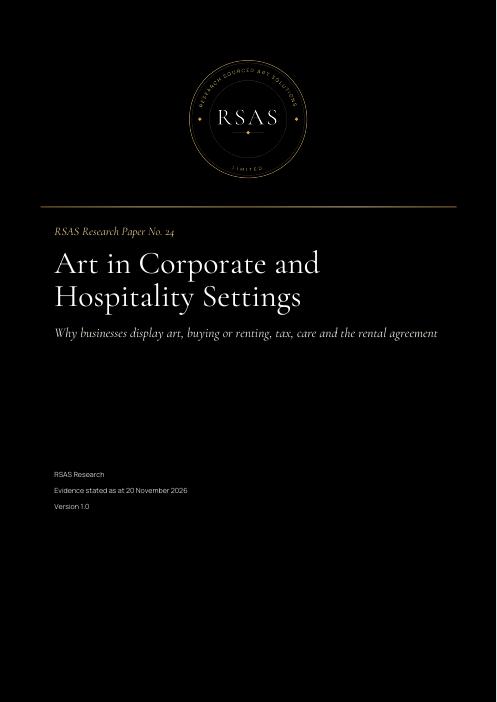 RESEARCH SOURCED ART SOLUTIONS
RSAS
LIMITED
RSAS Research Paper No. 24
Art in Corporate and
Hospitality Settings
Why businesses display art, buying or renting, tax, care and the rental agreement
RSAS Research
Evidence stated as at 20 November 2026
Version 1.0